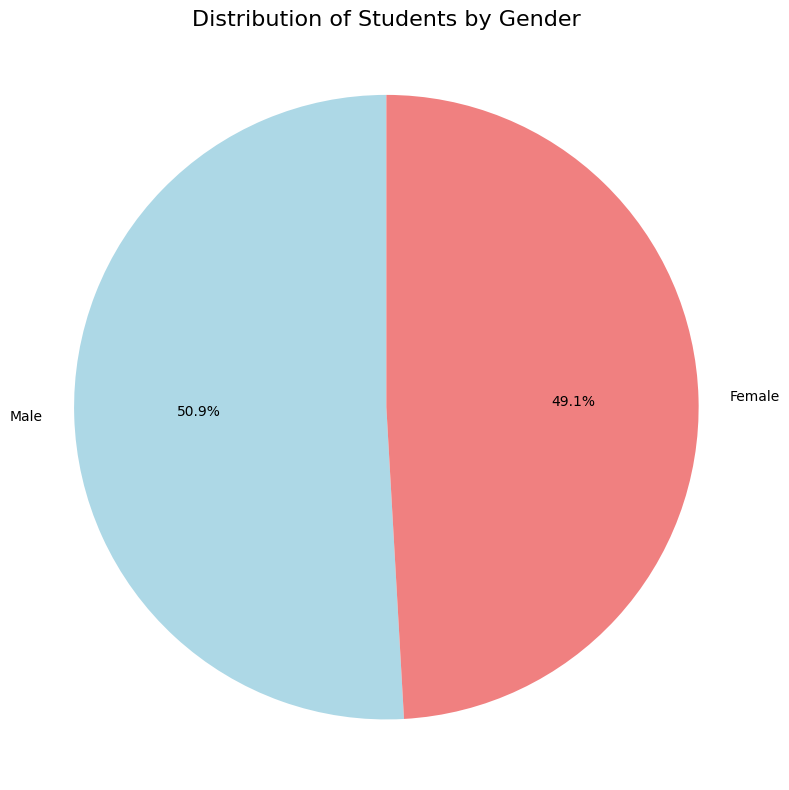 Distribution of Students by Gender
Female
49.1%
50.9%
Male